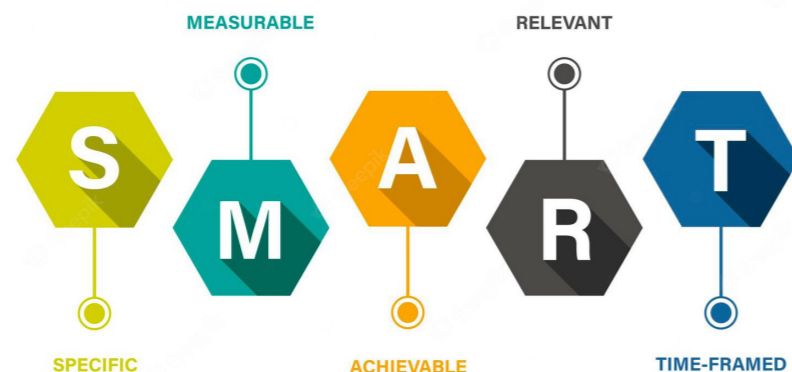 MEASURABLE
RELEVANT
S
M
A
R
T
SPECIFIC
ACHIEVABLE
TIME-FRAMED